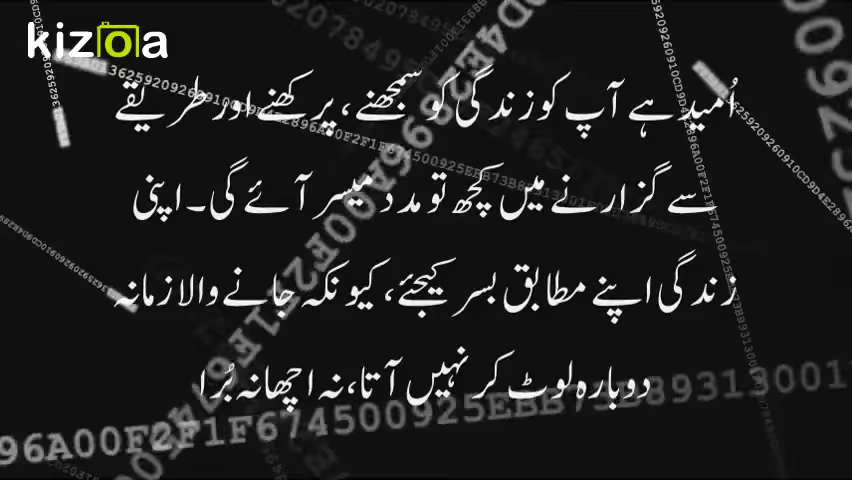 kizoa
اُمید ہے آپ کو زندگی کو سمجھنے، پرکھنے اور طریقے
سے گزارنے میں کچھ تو مدد میسر آئے گی۔ اپنی
زندگی اپنے مطابق بسر کیجئے، کیونکہ جانے والا زمانہ
دوبارہ لوٹ کر نہیں آتا، نہ اچھا نہ بُرا
96A00F2F1F674500925EBB73B8931300